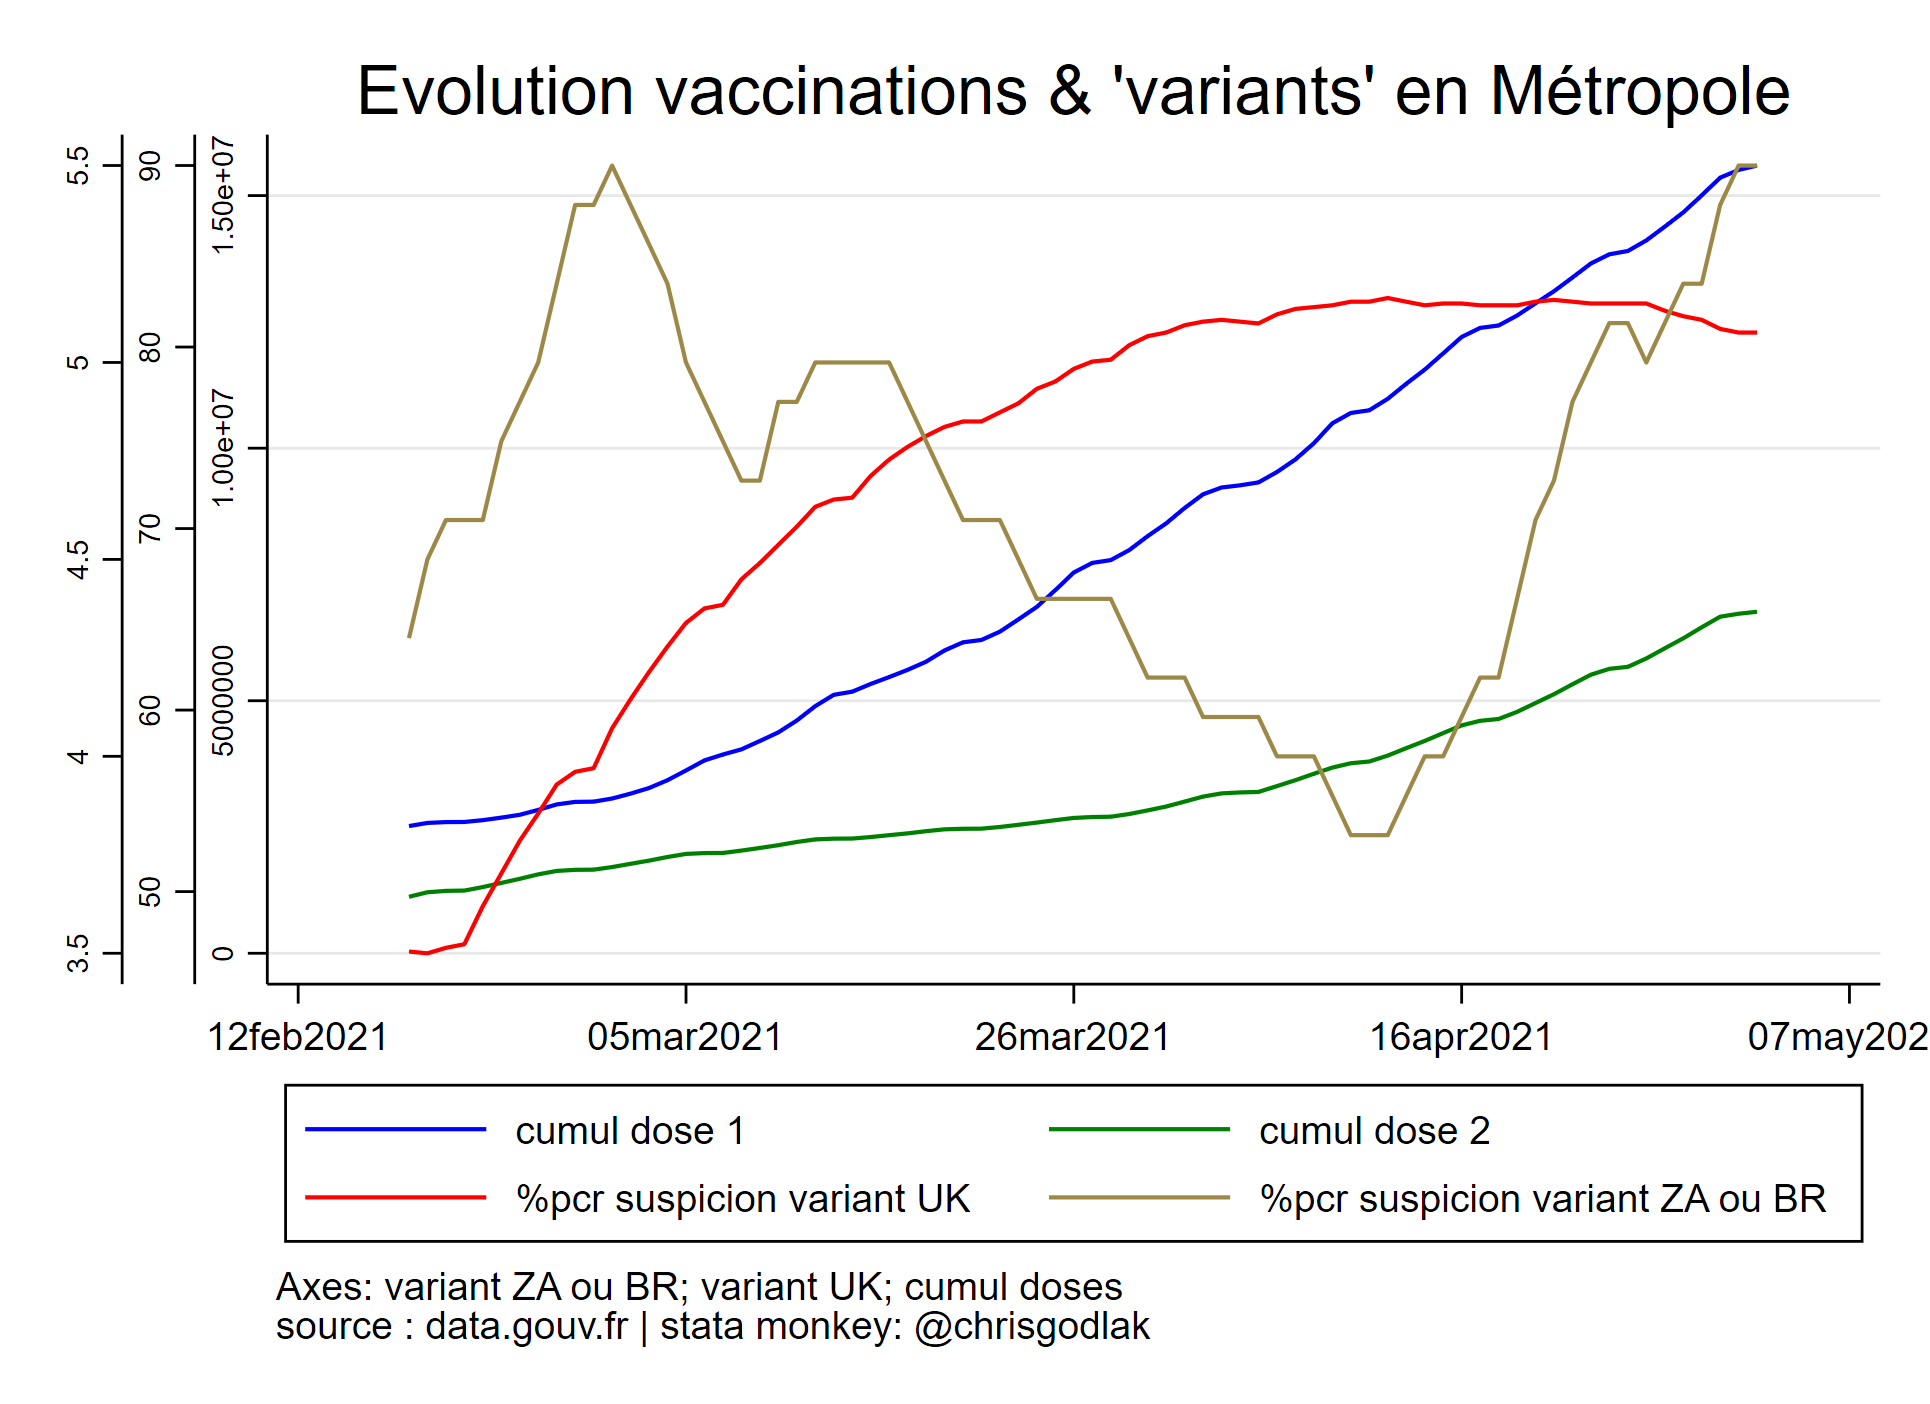 Evolution vaccinations & 'variants' en Métropole
5.5
5
4.5
4
3.5
90
80
70
60
50
1.50e+07
1.00e+07
5000000
0
12feb2021 05mar2021 26mar2021 16apr2021 07may202
cumul dose 1 cumul dose 2
%pcr suspicion variant UK %pcr suspicion variant ZA ou BR
Axes: variant ZA ou BR; variant UK; cumul doses
source : data.gouv.fr | stata monkey: @chrisgodlak